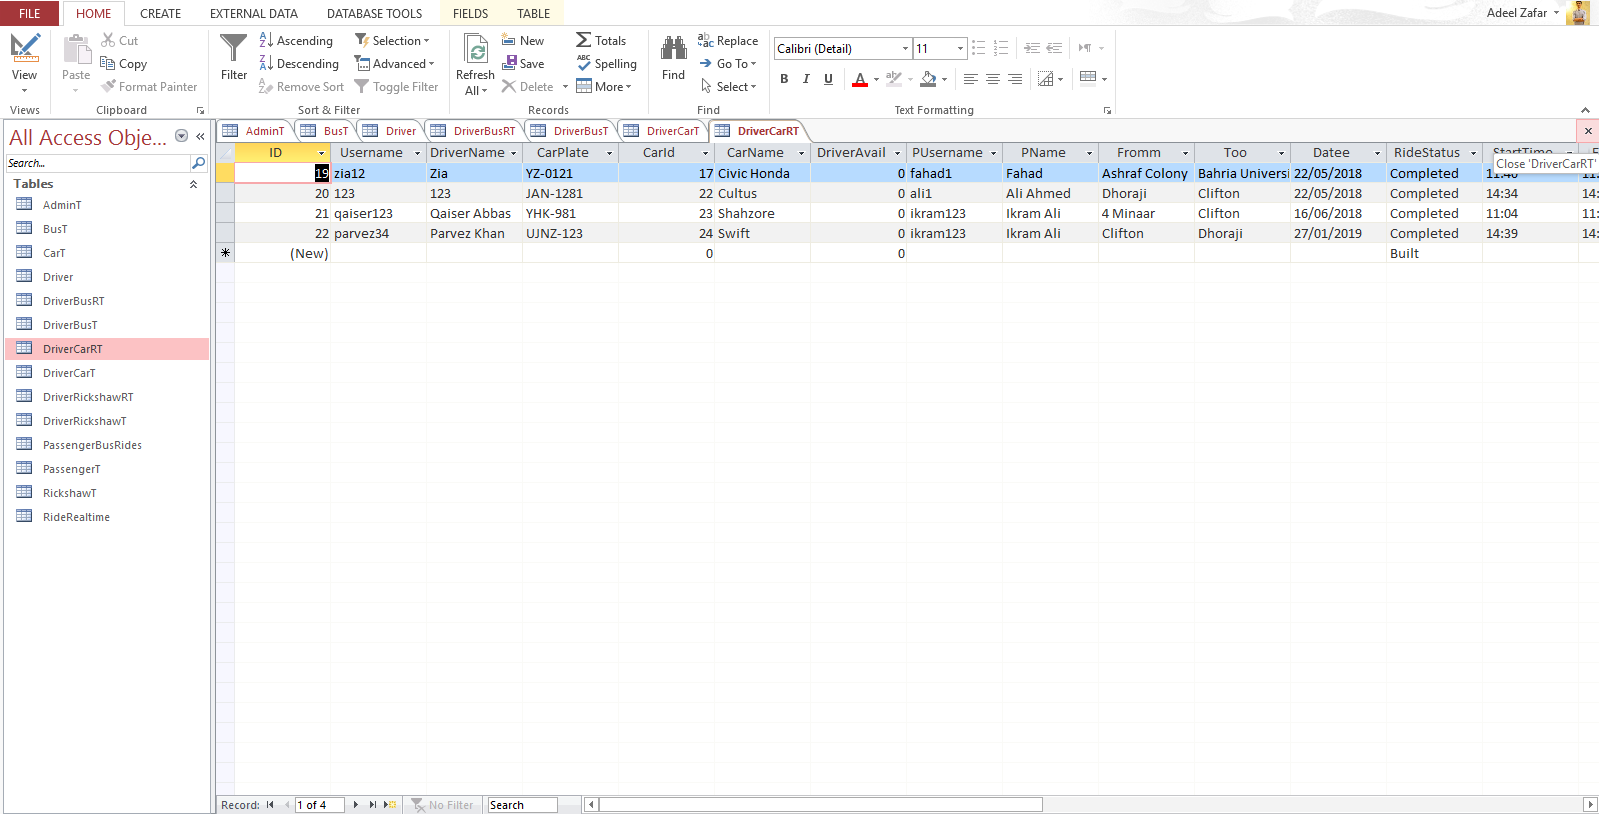 FILE HOME CREATE EXTERNAL DATA DATABASE TOOLS FIELDS TABLE Adeel Zafar
View
Views
Paste
Cut
Copy
Format Painter
Clipboard
Filter
Ascending
Descending
Remove Sort
Selection
Advanced
Toggle Filter
Sort & Filter
Refresh
All
New
Save
Delete
Totals
Spelling
More
Records
Find
Replace
Go To
Select
Find
Calibri (Detail) 11
B I U A
Text Formatting
All Access Obje...
Search...
Tables
AdminT
BusT
CarT
Driver
DriverBusRT
DriverBusT
DriverCarRT
DriverCarT
DriverRickshawRT
DriverRickshawT
PassengerBusRides
PassengerT
RickshawT
RideRealtime
AdminT BusT Driver DriverBusRT DriverBusT DriverCarT DriverCarRT
ID Username DriverName CarPlate CarId CarName DriverAvail PUsername PName Fromm Too Datee RideStatus StartTime
Close 'DriverCarRT'
19 zia12 Zia YZ-0121 17 Civic Honda 0 fahad1 Fahad Ashraf Colony Bahria Universi 22/05/2018 Completed 11:40 11:
20 123 123 JAN-1281 22 Cultus 0 ali1 Ali Ahmed Dhoraji Clifton 22/05/2018 Completed 14:34 14:
21 qaiser123 Qaiser Abbas YHK-981 23 Shahzore 0 ikram123 Ikram Ali 4 Minaar Clifton 16/06/2018 Completed 11:04 11:
22 parvez34 Parvez Khan UJNZ-123 24 Swift 0 ikram123 Ikram Ali Clifton Dhoraji 27/01/2019 Completed 14:39 14:
(New) 0 0 Built
Record: 1 of 4 No Filter Search